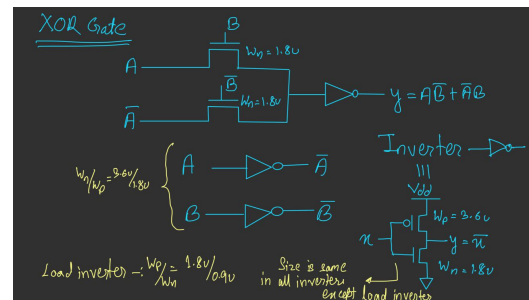 XOR Gate
B
Wn = 1.8u
A
B̅
Wn = 1.8u
A̅
y = AB̅ + A̅B
Inverter
Wn/Wp = 3.6u/1.8u
A
A̅
B
B̅
Vdd
Wp = 3.6u
x
y = x̅
Wn = 1.8u
Load inverter -: Wp/Wn = 1.8u/0.9u
Size is same
in all inverters
except load inverter